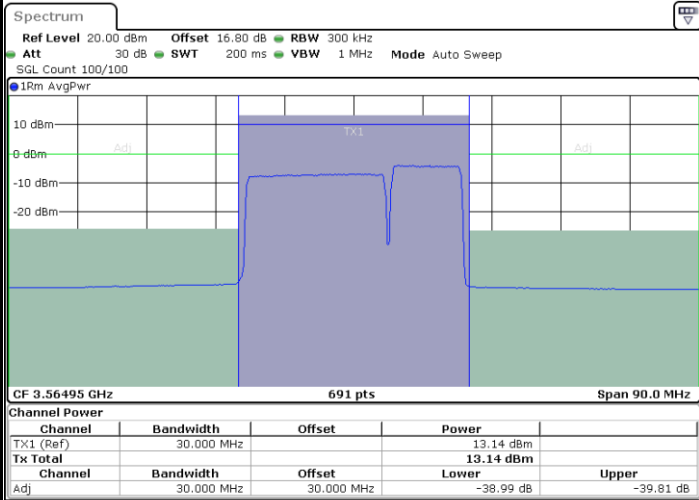 Spectrum
Ref Level 20.00 dBm Offset 16.80 dB RBW 300 kHz
Att 30 dB SWT 200 ms VBW 1 MHz Mode Auto Sweep
SGL Count 100/100
1Rm AvgPwr
10 dBm
TX1
Adj Adj
0 dBm
-10 dBm
-20 dBm
CF 3.56495 GHz 691 pts Span 90.0 MHz
Channel Power
Channel Bandwidth Offset Power
TX1 (Ref) 30.000 MHz 13.14 dBm
Tx Total 13.14 dBm
Channel Bandwidth Offset Lower Upper
Adj 30.000 MHz 30.000 MHz -38.99 dB -39.81 dB